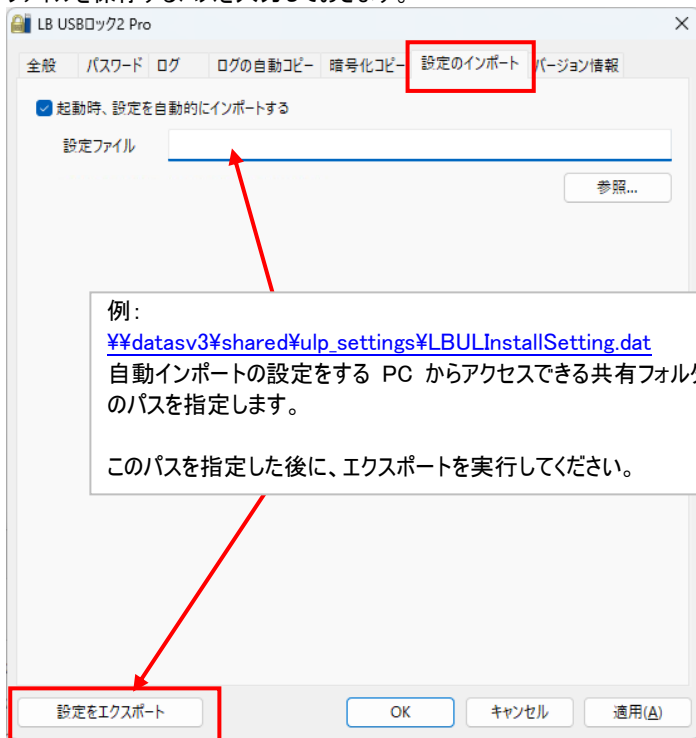 LB USBロック2 Pro
全般 パスワード ログ ログの自動コピー 暗号化コピー 設定のインポート バージョン情報
起動時、設定を自動的にインポートする
設定ファイル
参照...
例:
¥¥datasv3¥shared¥ulp_settings¥LBULInstallSetting.dat
自動インポートの設定をする PC からアクセスできる共有フォル
のパスを指定します。
このパスを指定した後に、エクスポートを実行してください。
設定をエクスポート
OK キャンセル 適用(A)